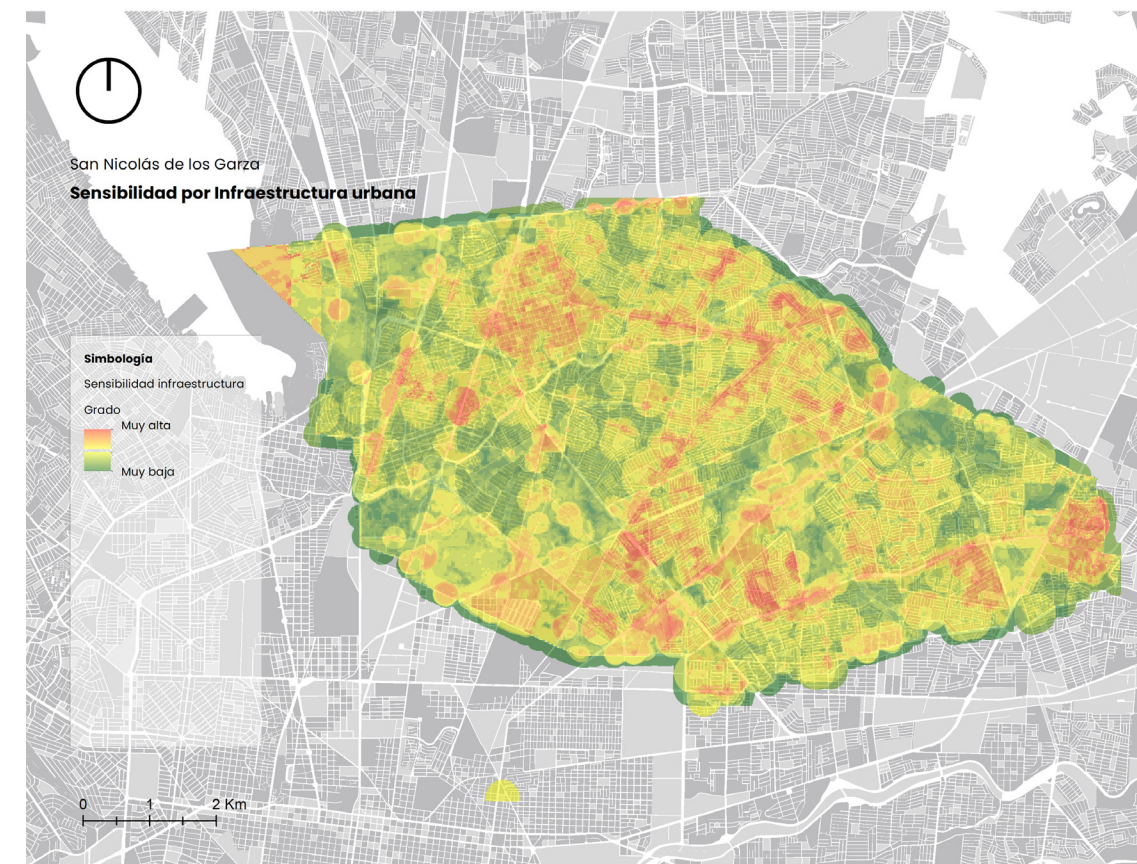 San Nicolás de los Garza
Sensibilidad por Infraestructura urbana
Simbología
Sensibilidad infraestructura
Grado
Muy alta
Muy baja
0 1 2 Km